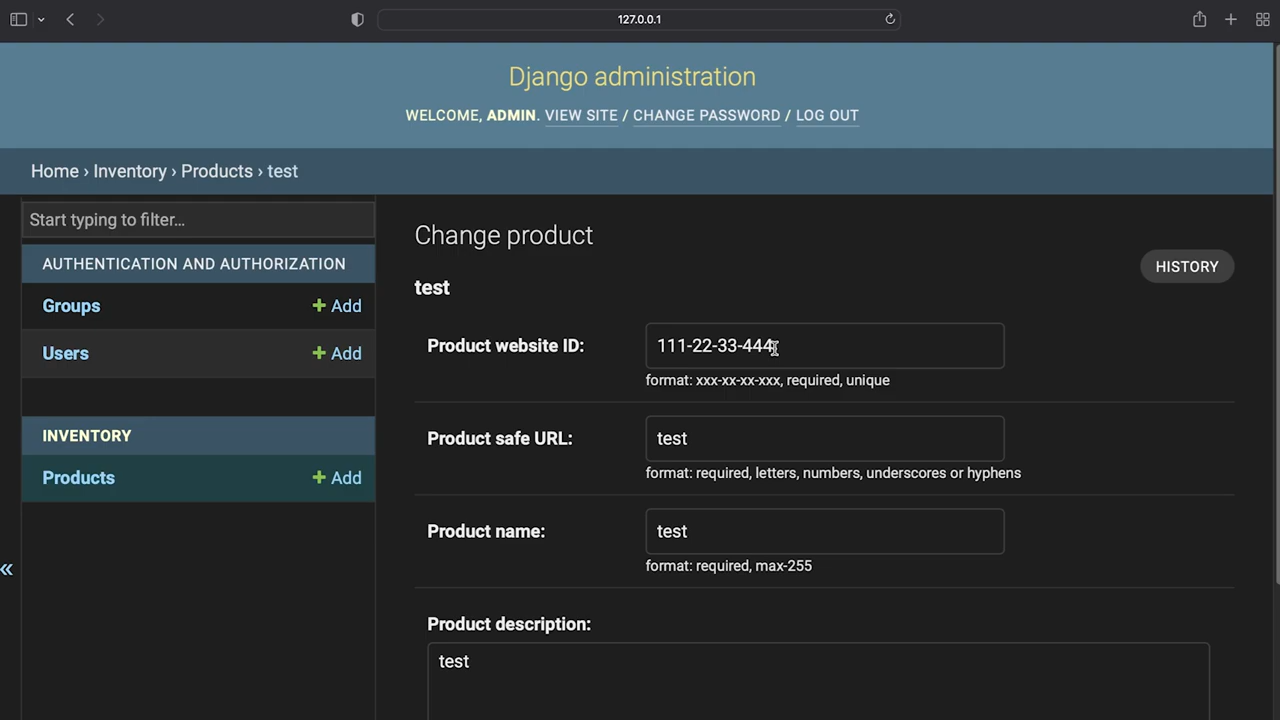 127.0.0.1
Django administration
WELCOME, ADMIN. VIEW SITE / CHANGE PASSWORD / LOG OUT
Home › Inventory › Products › test
Start typing to filter...
AUTHENTICATION AND AUTHORIZATION
Groups + Add
Users + Add
INVENTORY
Products + Add
«
Change product
HISTORY
test
Product website ID: 111-22-33-444
format: xxx-xx-xx-xxx, required, unique
Product safe URL: test
format: required, letters, numbers, underscores or hyphens
Product name: test
format: required, max-255
Product description:
test